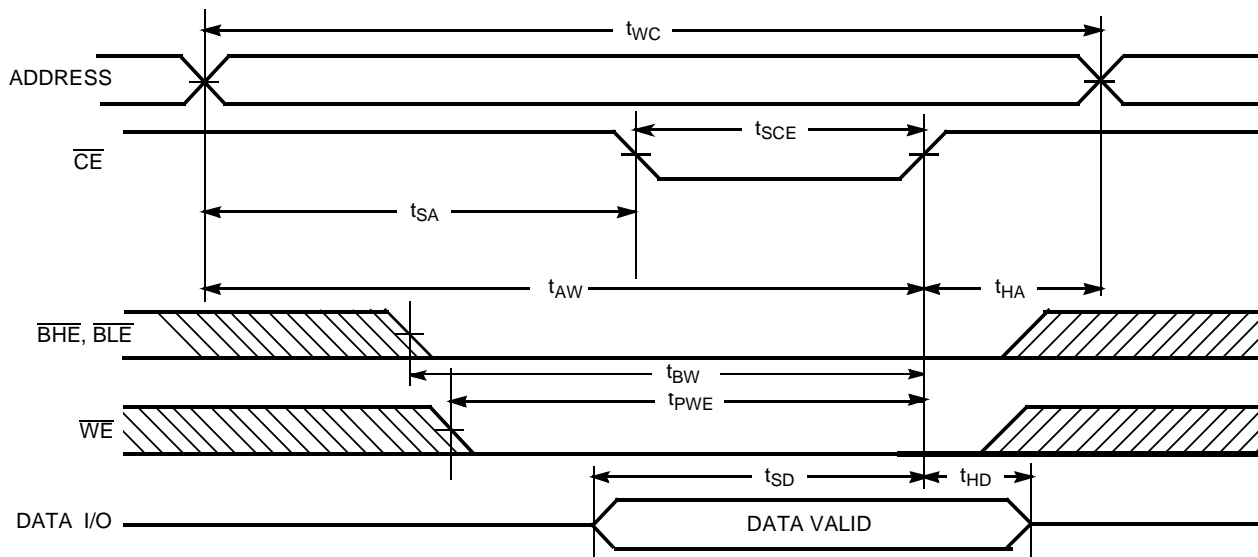 tWC
ADDRESS
tSCE
CE
tSA
tAW
tHA
BHE, BLE
tBW
tPWE
WE
tSD
tHD
DATA I/O
DATA VALID